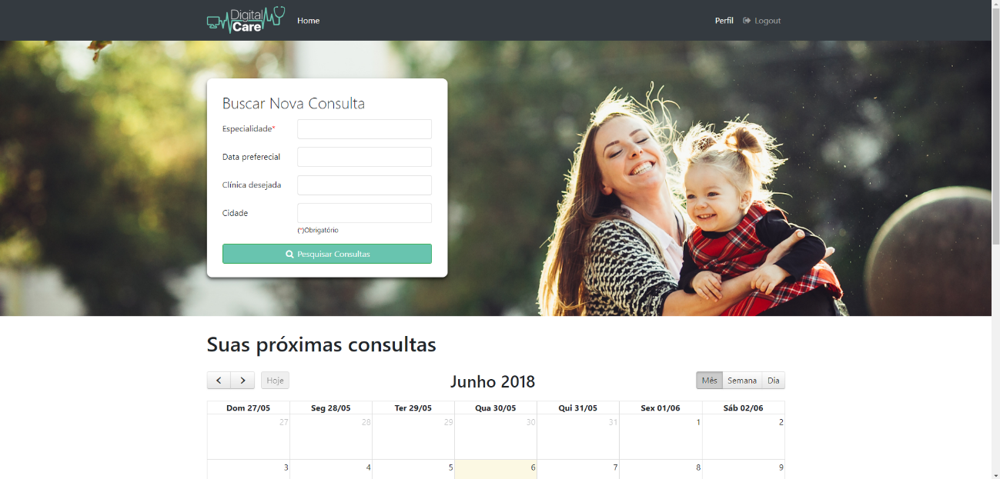 Digital
Care
Home
Perfil
Logout
Buscar Nova Consulta
Especialidade*
Data preferecial
Clínica desejada
Cidade
(*)Obrigatório
Pesquisar Consultas
Suas próximas consultas
Hoje
Junho 2018
Mês Semana Dia
Dom 27/05 Seg 28/05 Ter 29/05 Qua 30/05 Qui 31/05 Sex 01/06 Sáb 02/06
27 28 29 30 31 1 2
3 4 5 6 7 8 9